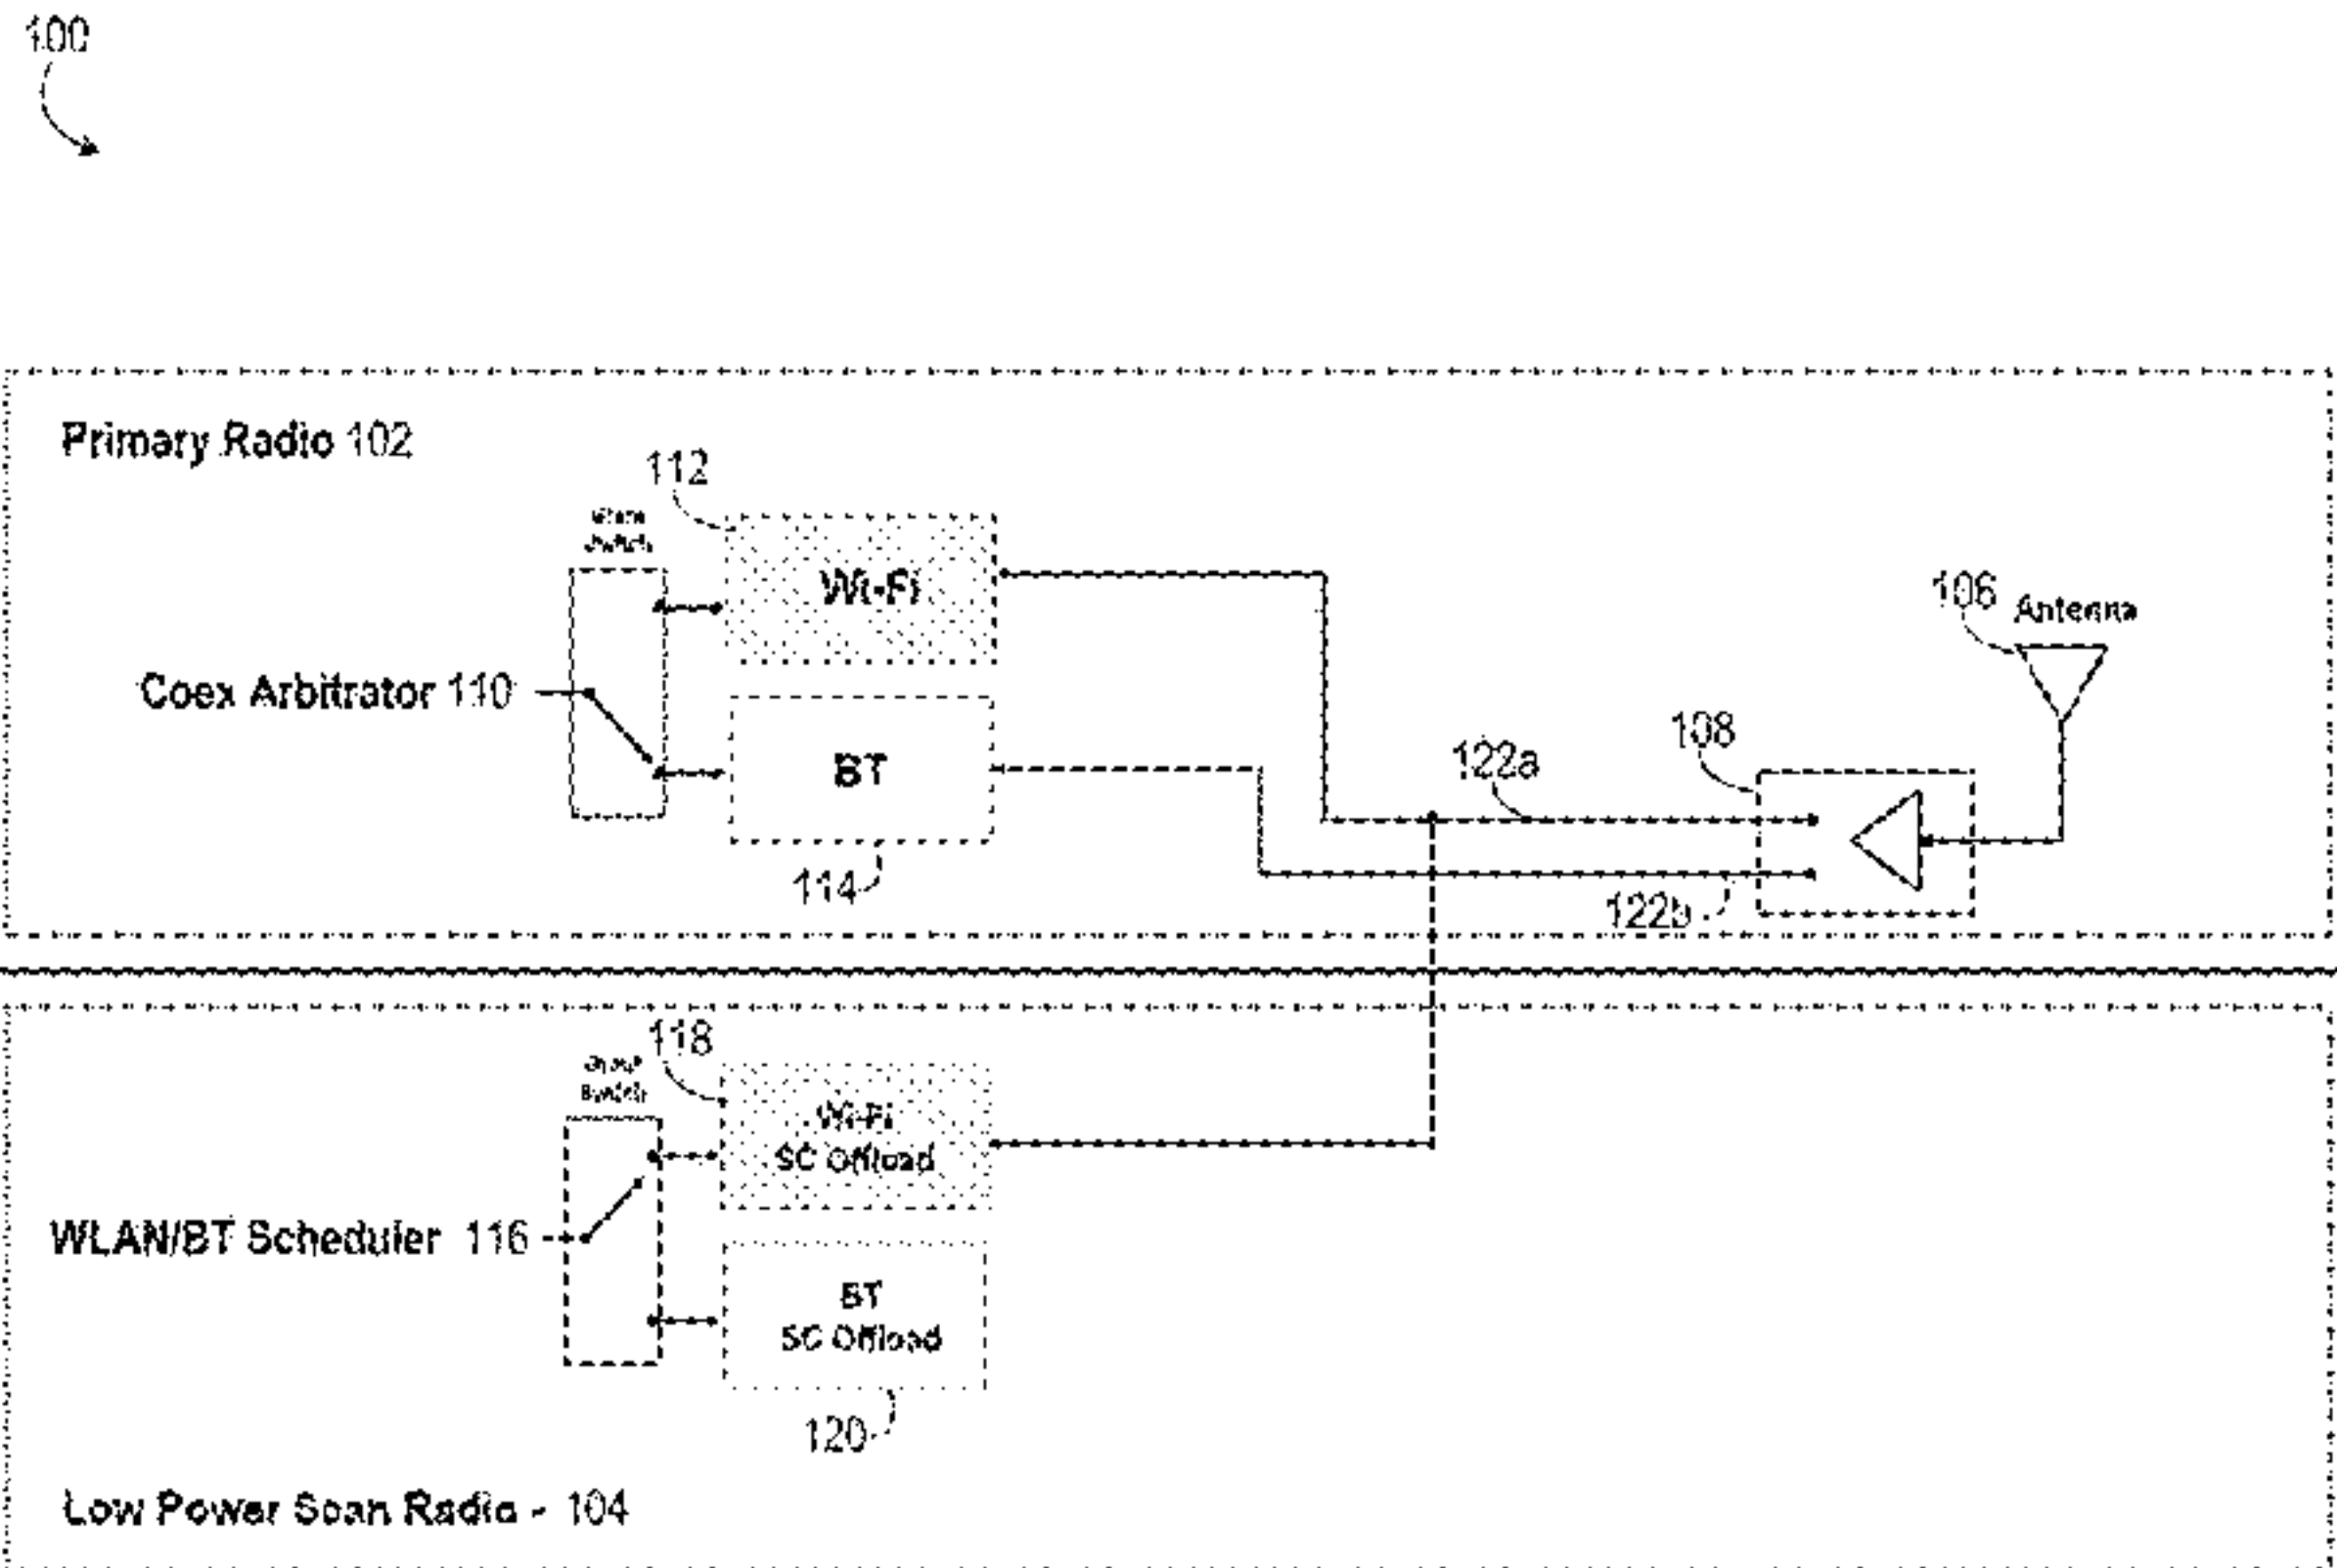 100
Primary Radio 102
112
Wi-Fi
106
Antenna
Coex Arbitrator 110
BT
122a
108
114
122b
118
switch
Wi-Fi
SC Offload
WLAN/BT Scheduler 116
BT
SC Offload
120
Low Power Scan Radio - 104